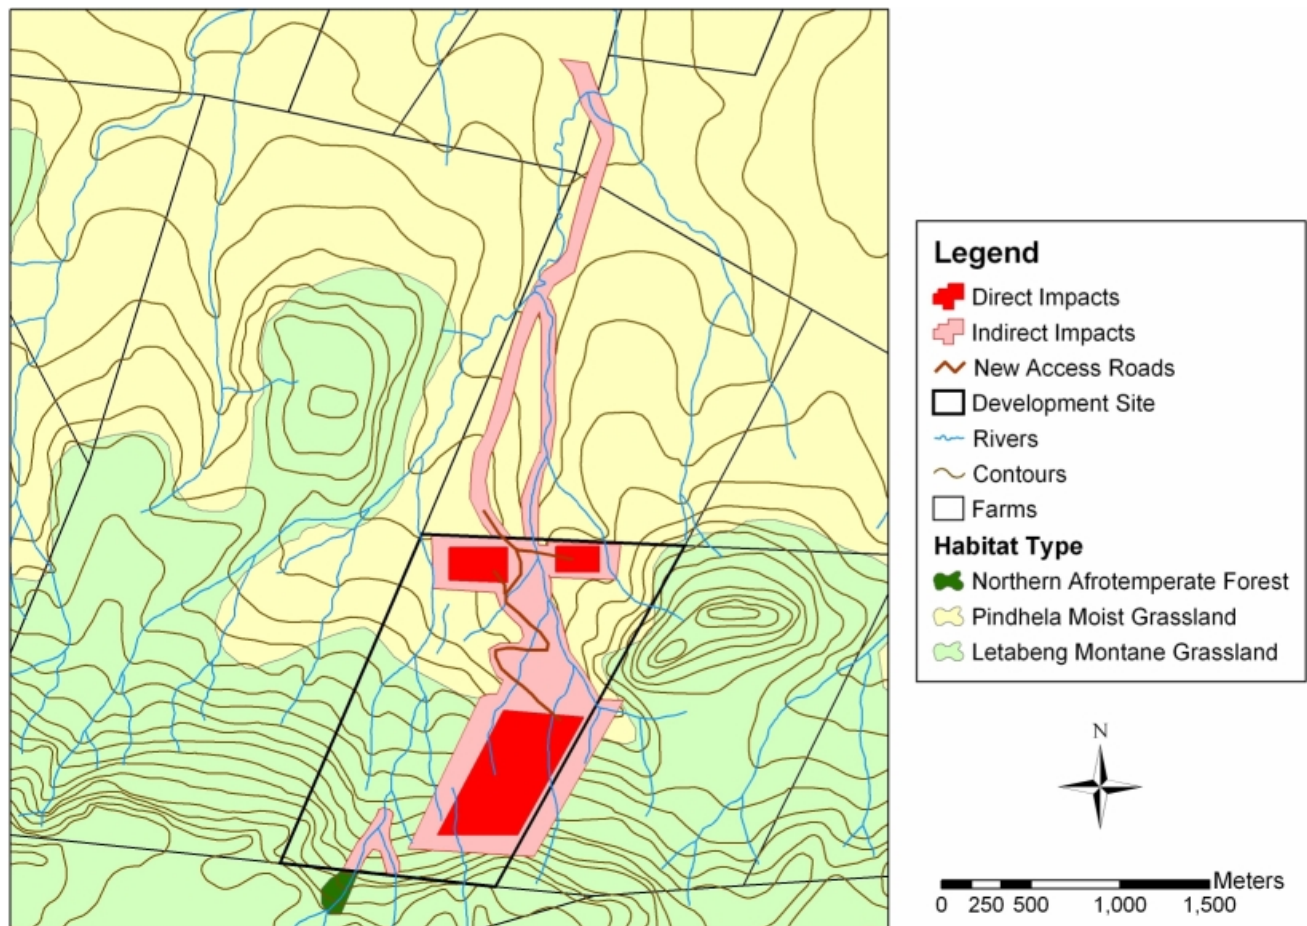 Legend
Direct Impacts
Indirect Impacts
New Access Roads
Development Site
Rivers
Contours
Farms
Habitat Type
Northern Afrotemperate Forest
Pindhela Moist Grassland
Letabeng Montane Grassland
N
Meters
0 250 500 1,000 1,500